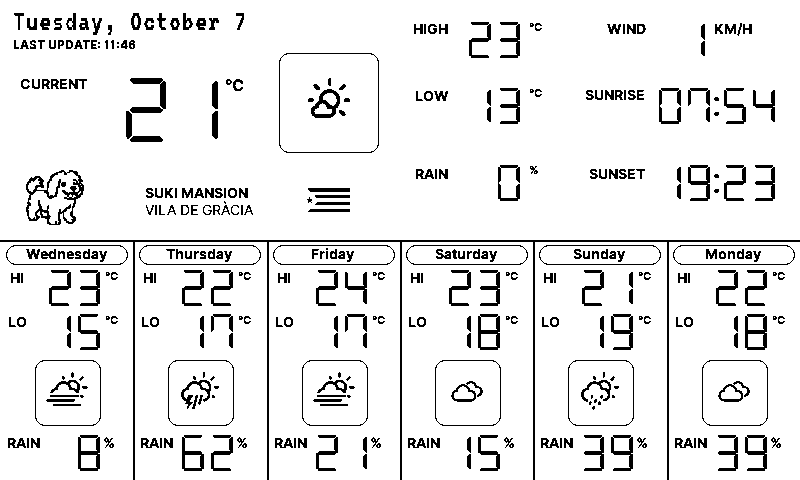 Tuesday, October 7
LAST UPDATE: 11:46
CURRENT 21 °C
HIGH 23 °C
LOW 13 °C
RAIN 0 %
WIND 1 KM/H
SUNRISE 07:54
SUNSET 19:23
SUKI MANSION
VILA DE GRÀCIA
Wednesday
HI 23 °C
LO 15 °C
RAIN 8 %
Thursday
HI 22 °C
LO 17 °C
RAIN 62 %
Friday
HI 24 °C
LO 17 °C
RAIN 21 %
Saturday
HI 23 °C
LO 18 °C
RAIN 15 %
Sunday
HI 21 °C
LO 19 °C
RAIN 39 %
Monday
HI 22 °C
LO 18 °C
RAIN 39 %